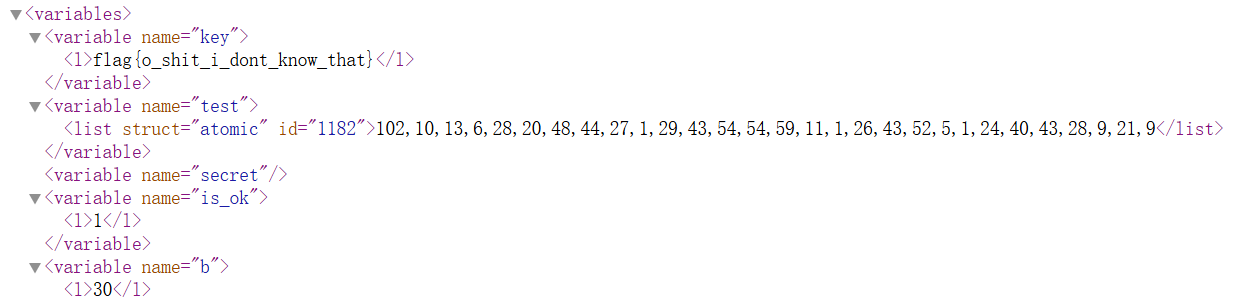 ▼<variables>
▼<variable name="key">
<l>flag{o_shit_i_dont_know_that}</l>
</variable>
▼<variable name="test">
<list struct="atomic" id="1182">102,10,13,6,28,20,48,44,27,1,29,43,54,54,59,11,1,26,43,52,5,1,24,40,43,28,9,21,9</list>
</variable>
<variable name="secret"/>
▼<variable name="is_ok">
<l>1</l>
</variable>
▼<variable name="b">
<l>30</l>